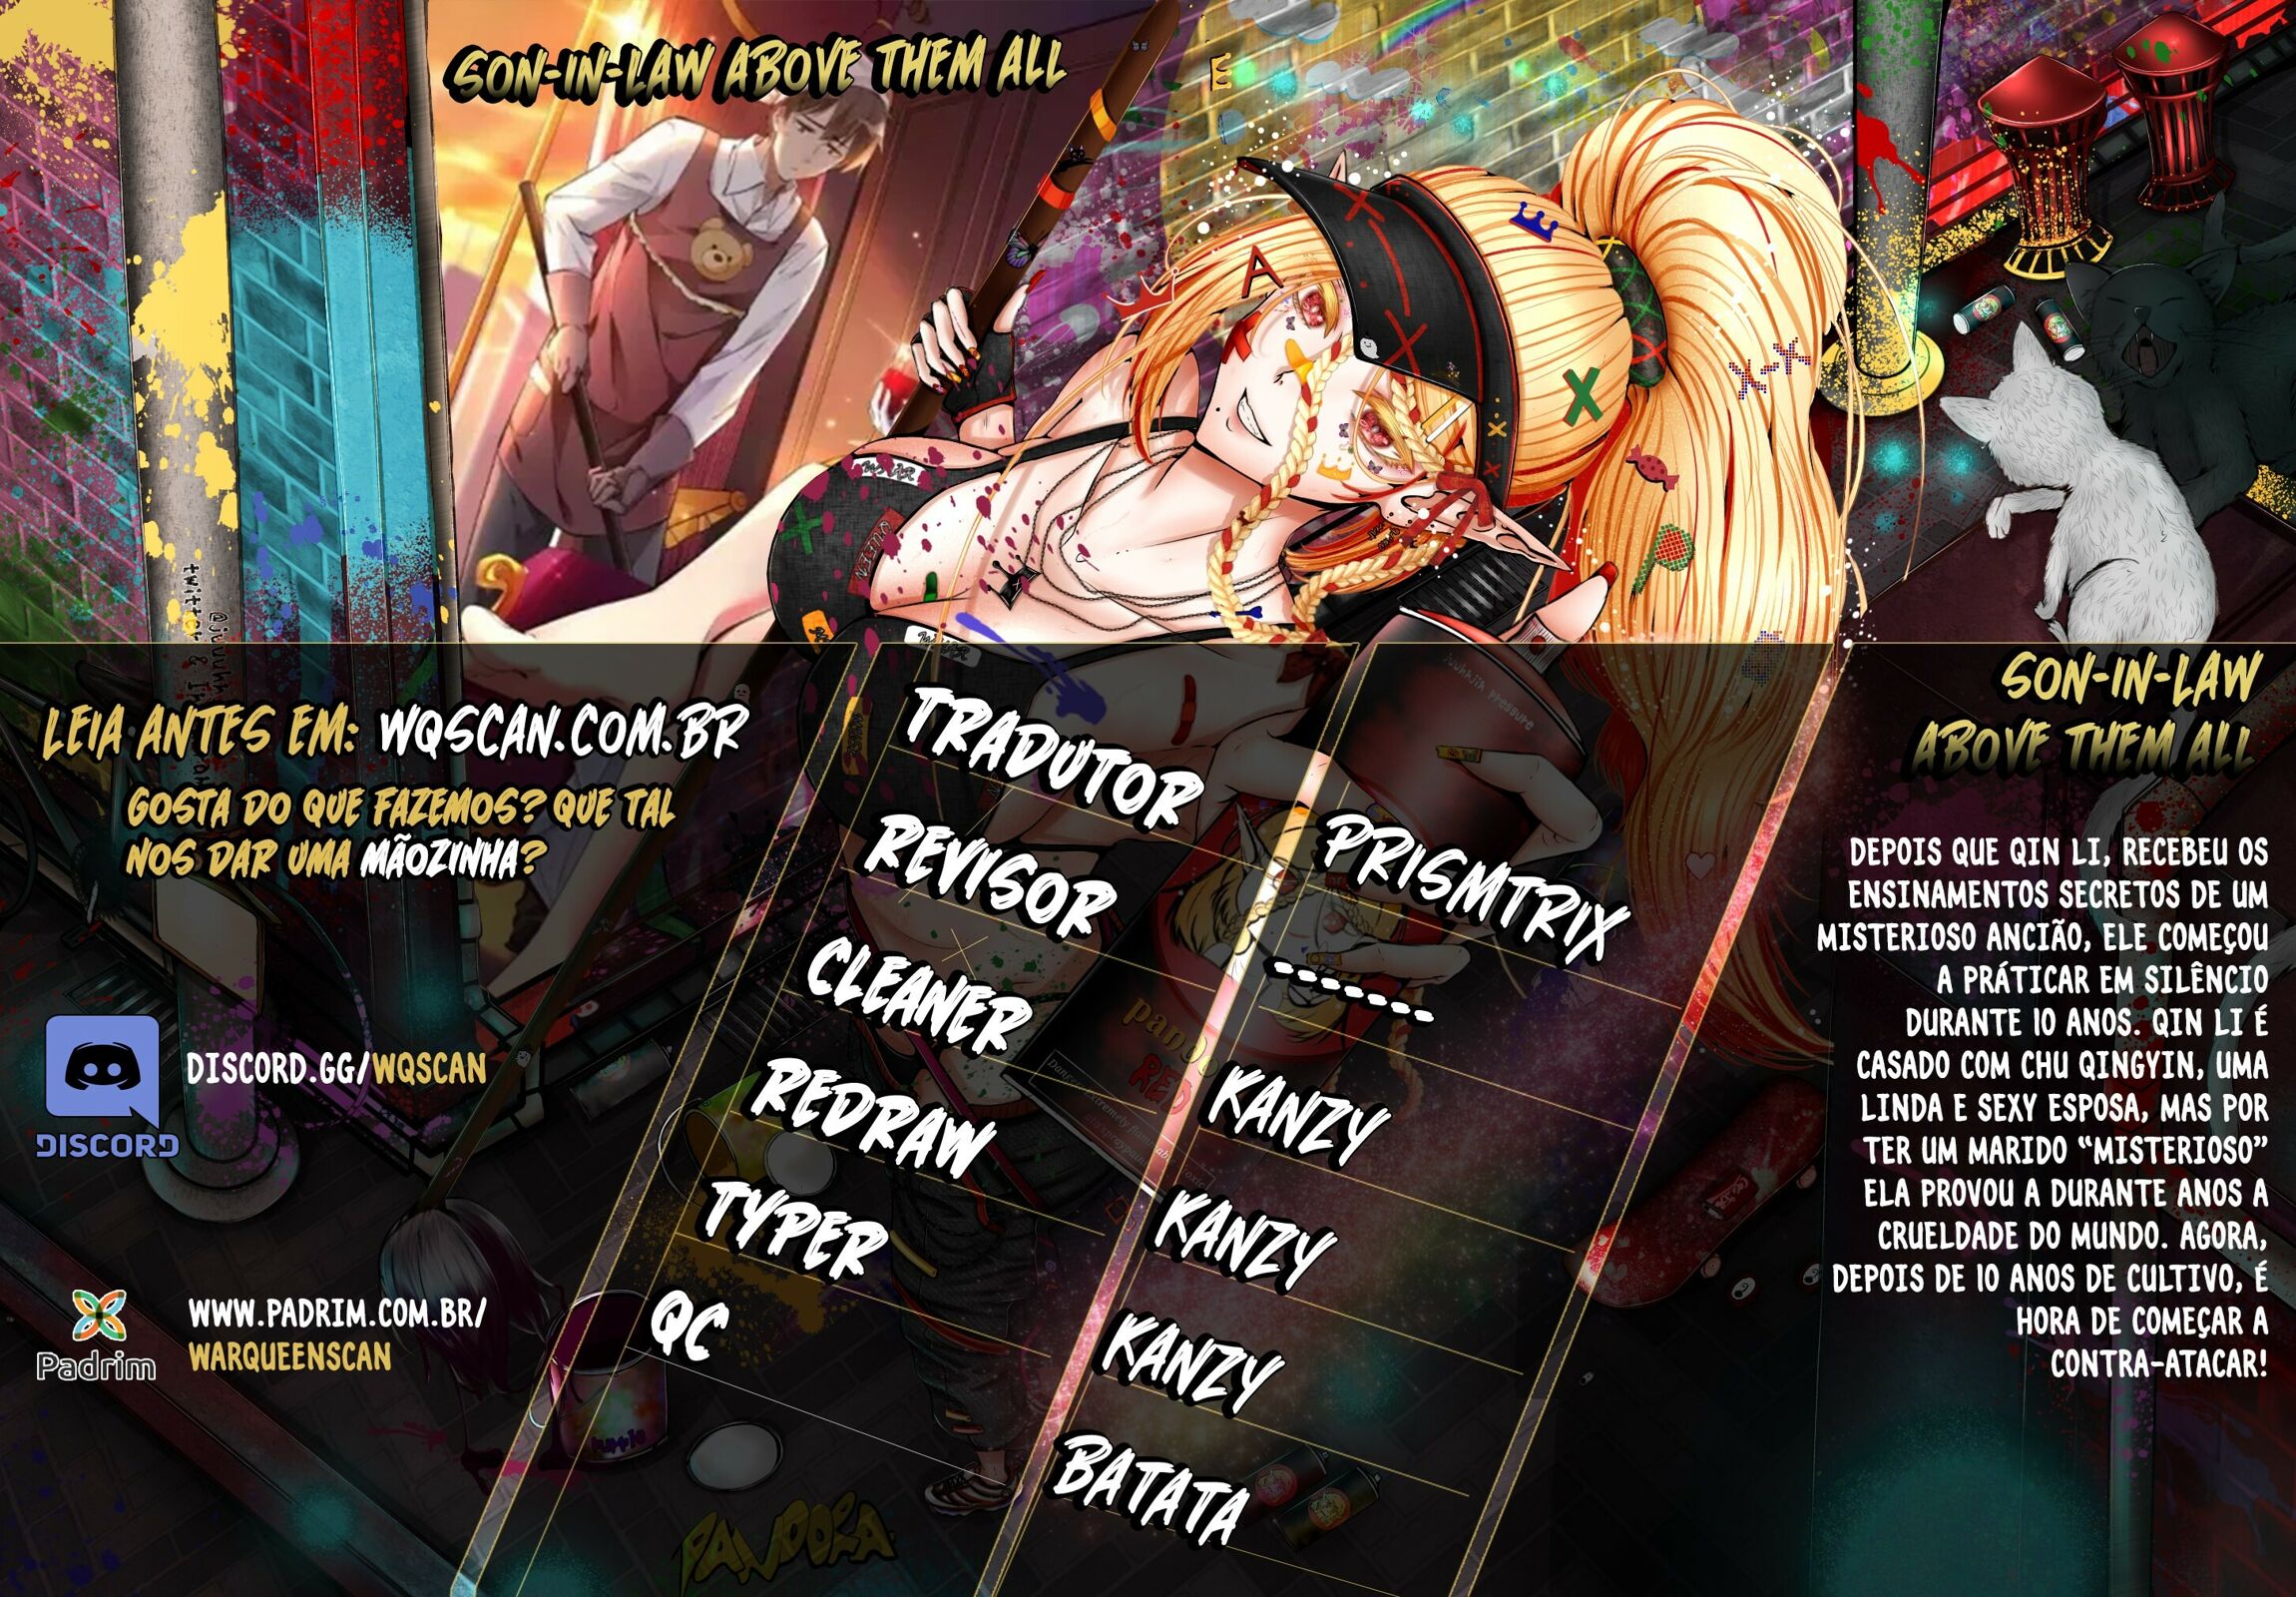 SON-IN-LAW ABOVE THEM ALL
LEIA ANTES EM: WQSCAN.COM.BR
GOSTA DO QUE FAZEMOS? QUE TAL
NOS DAR UMA MÃOZINHA?
DISCORD.GG/WQSCAN
DISCORD
WWW.PADRIM.COM.BR/
WARQUEENSCAN
Padrim
TRADUTOR
PRISMTRIX
REVISOR
------
CLEANER
KANZY
REDRAW
KANZY
TYPER
KANZY
QC
BATATA
SON-IN-LAW
ABOVE THEM ALL
DEPOIS QUE QIN LI, RECEBEU OS
ENSINAMENTOS SECRETOS DE UM
MISTERIOSO ANCIÃO, ELE COMEÇOU
A PRÁTICAR EM SILÊNCIO
DURANTE 10 ANOS. QIN LI É
CASADO COM CHU QINGYIN, UMA
LINDA E SEXY ESPOSA, MAS POR
TER UM MARIDO “MISTERIOSO”
ELA PROVOU A DURANTE ANOS A
CRUELDADE DO MUNDO. AGORA,
DEPOIS DE 10 ANOS DE CULTIVO, É
HORA DE COMEÇAR A
CONTRA-ATACAR!
PANDORA